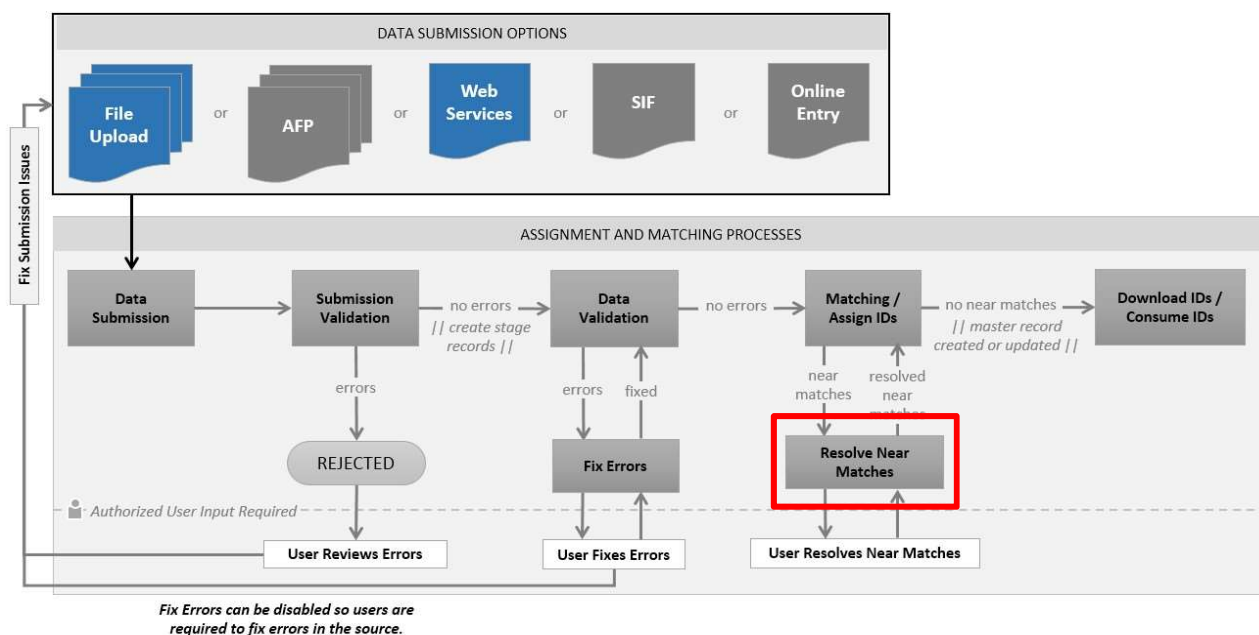 DATA SUBMISSION OPTIONS
File
Upload
or
AFP
or
Web
Services
or
SIF
or
Online
Entry
Fix Submission Issues
ASSIGNMENT AND MATCHING PROCESSES
Data
Submission
Submission
Validation
no errors
|| create stage
records ||
Data
Validation
no errors
Matching /
Assign IDs
no near matches
|| master record
created or updated ||
Download IDs /
Consume IDs
errors
errors
fixed
near
matches
resolved
near
matches
REJECTED
Fix Errors
Resolve Near
Matches
Authorized User Input Required
User Reviews Errors
User Fixes Errors
User Resolves Near Matches
Fix Errors can be disabled so users are
required to fix errors in the source.